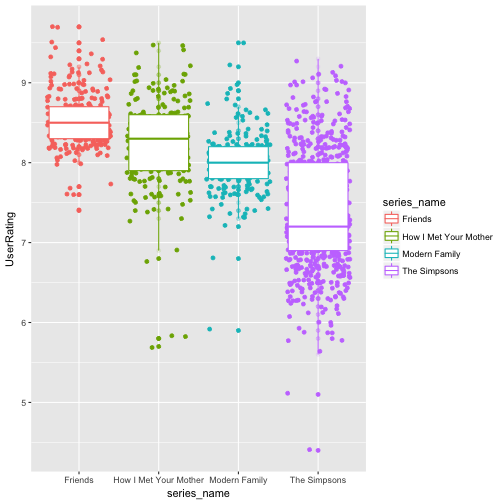 UserRating
9
8
7
6
5
Friends
How I Met Your Mother
Modern Family
The Simpsons
series_name
series_name
Friends
How I Met Your Mother
Modern Family
The Simpsons